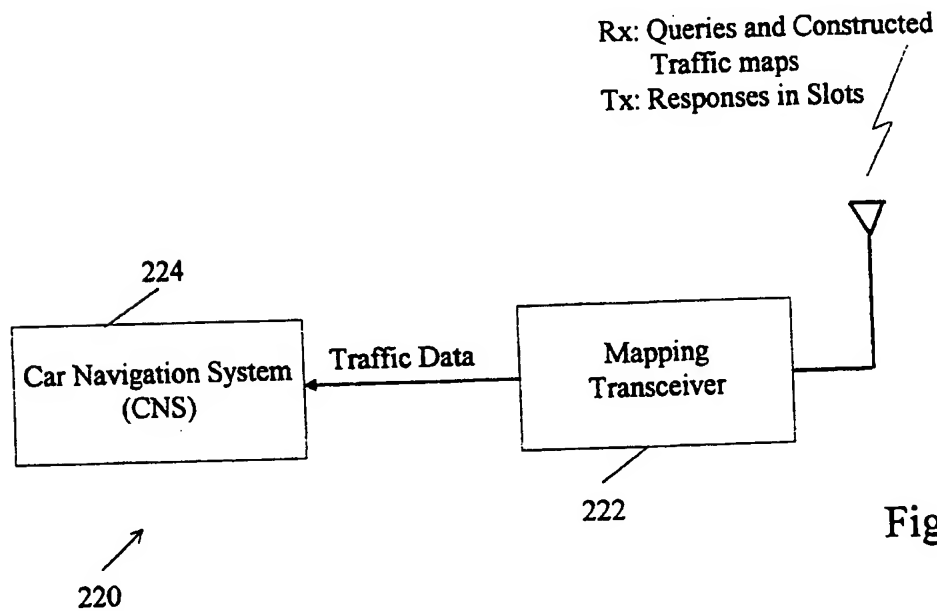 Rx: Queries and Constructed
Traffic maps
Tx: Responses in Slots
224
Car Navigation System
(CNS)
Traffic Data
Mapping
Transceiver
222
Fig
220